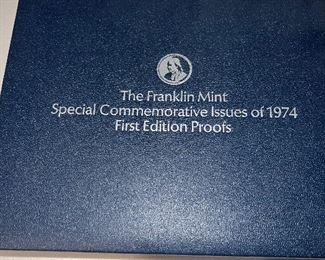 The Franklin Mint
Special Commemorative Issues of 1974
First Edition Proofs